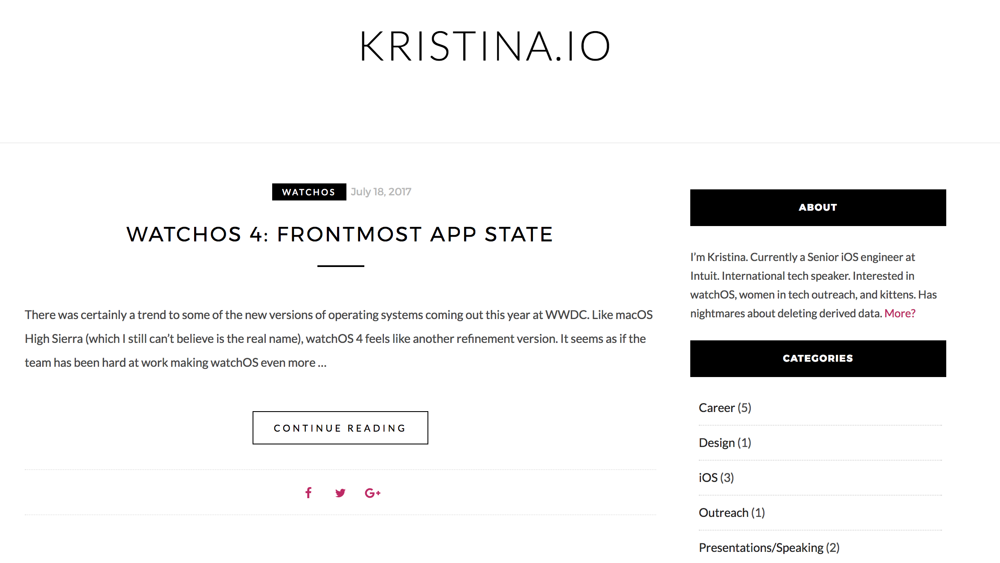 KRISTINA.IO
WATCHOS July 18, 2017
WATCHOS 4: FRONTMOST APP STATE
There was certainly a trend to some of the new versions of operating systems coming out this year at WWDC. Like macOS
High Sierra (which I still can’t believe is the real name), watchOS 4 feels like another refinement version. It seems as if the
team has been hard at work making watchOS even more …
CONTINUE READING
f
G+
ABOUT
I’m Kristina. Currently a Senior iOS engineer at
Intuit. International tech speaker. Interested in
watchOS, women in tech outreach, and kittens. Has
nightmares about deleting derived data. More?
CATEGORIES
Career (5)
Design (1)
iOS (3)
Outreach (1)
Presentations/Speaking (2)